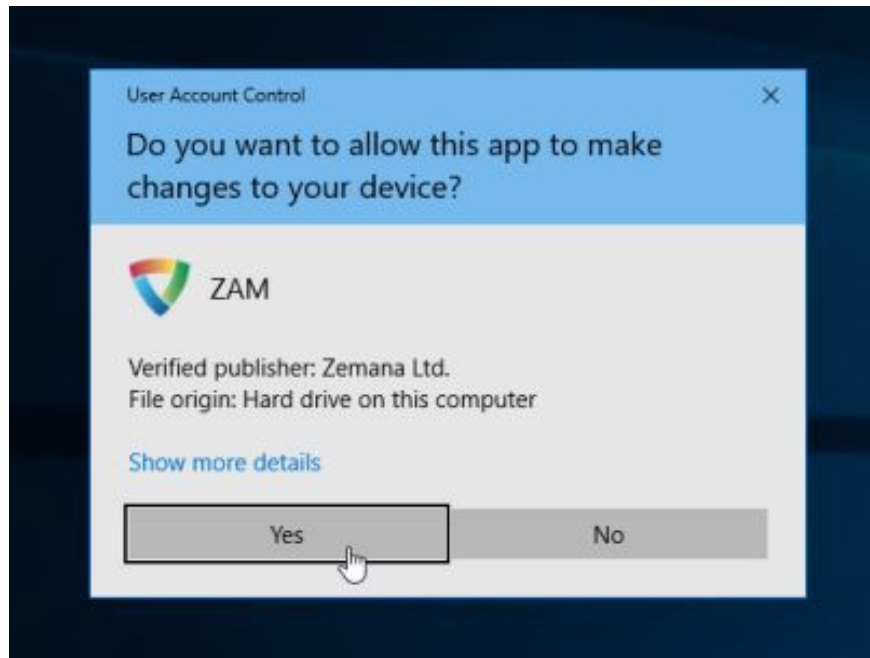 User Account Control
Do you want to allow this app to make
changes to your device?
ZAM
Verified publisher: Zemana Ltd.
File origin: Hard drive on this computer
Show more details
Yes
No